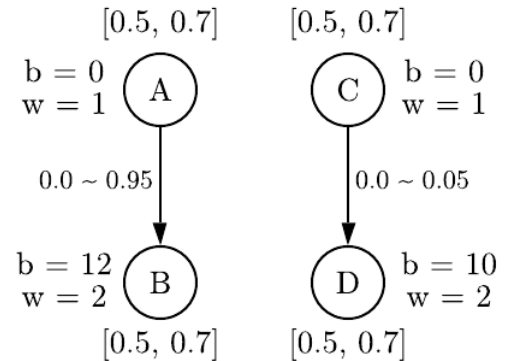 [0.5, 0.7] [0.5, 0.7]
b = 0
w = 1
A
C
b = 0
w = 1
0.0 ~ 0.95
0.0 ~ 0.05
b = 12
w = 2
B
D
b = 10
w = 2
[0.5, 0.7] [0.5, 0.7]